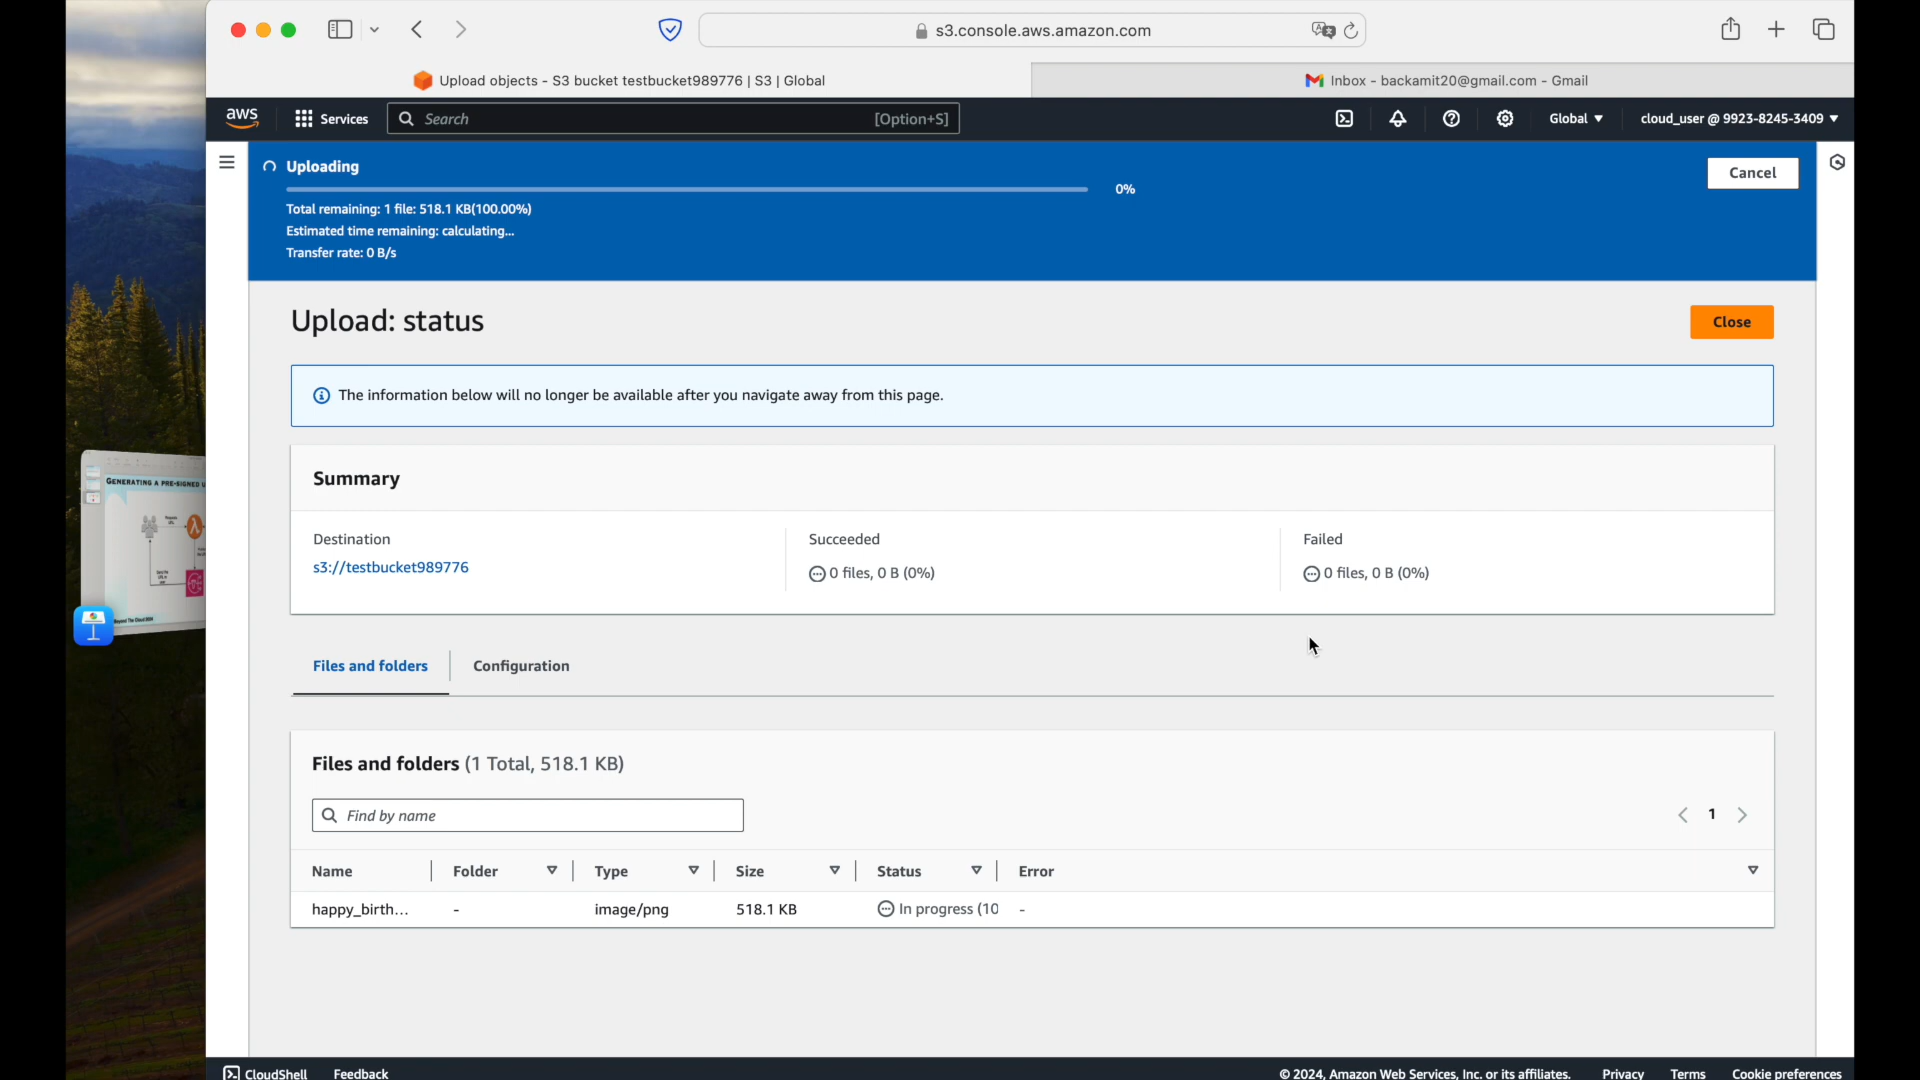 s3.console.aws.amazon.com
Upload objects - S3 bucket testbucket989776 | S3 | Global
Inbox - backamit20@gmail.com - Gmail
aws
Services
Search
[Option+S]
Global
cloud_user @ 9923-8245-3409
Uploading
0%
Cancel
Total remaining: 1 file: 518.1 KB(100.00%)
Estimated time remaining: calculating...
Transfer rate: 0 B/s
Upload: status
Close
The information below will no longer be available after you navigate away from this page.
Summary
Destination
s3://testbucket989776
Succeeded
0 files, 0 B (0%)
Failed
0 files, 0 B (0%)
GENERATING A PRE-SIGNED U
Files and folders
Configuration
Files and folders (1 Total, 518.1 KB)
Find by name
1
Name
Folder
Type
Size
Status
Error
happy_birth...
-
image/png
518.1 KB
In progress (10
-
CloudShell
Feedback
© 2024, Amazon Web Services, Inc. or its affiliates.
Privacy
Terms
Cookie preferences